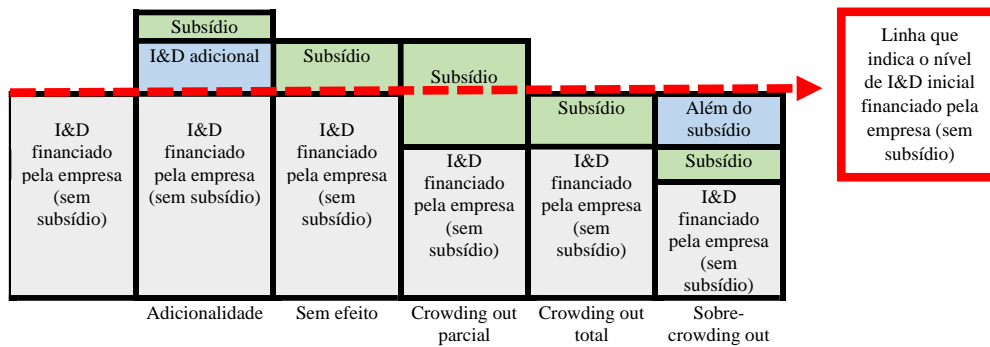 Subsídio
I&D adicional
Subsídio
Subsídio
Subsídio
Além do
subsídio
Subsídio
I&D
financiado
pela empresa
(sem
subsídio)
I&D
financiado
pela empresa
(sem subsídio)
I&D
financiado
pela empresa
(sem
subsídio)
I&D
financiado
pela empresa
(sem
subsídio)
I&D
financiado
pela empresa
(sem
subsídio)
I&D
financiado
pela empresa
(sem
subsídio)
Adicionalidade
Sem efeito
Crowding out
parcial
Crowding out
total
Sobre-
crowding out
Linha que
indica o nível
de I&D inicial
financiado pela
empresa (sem
subsídio)